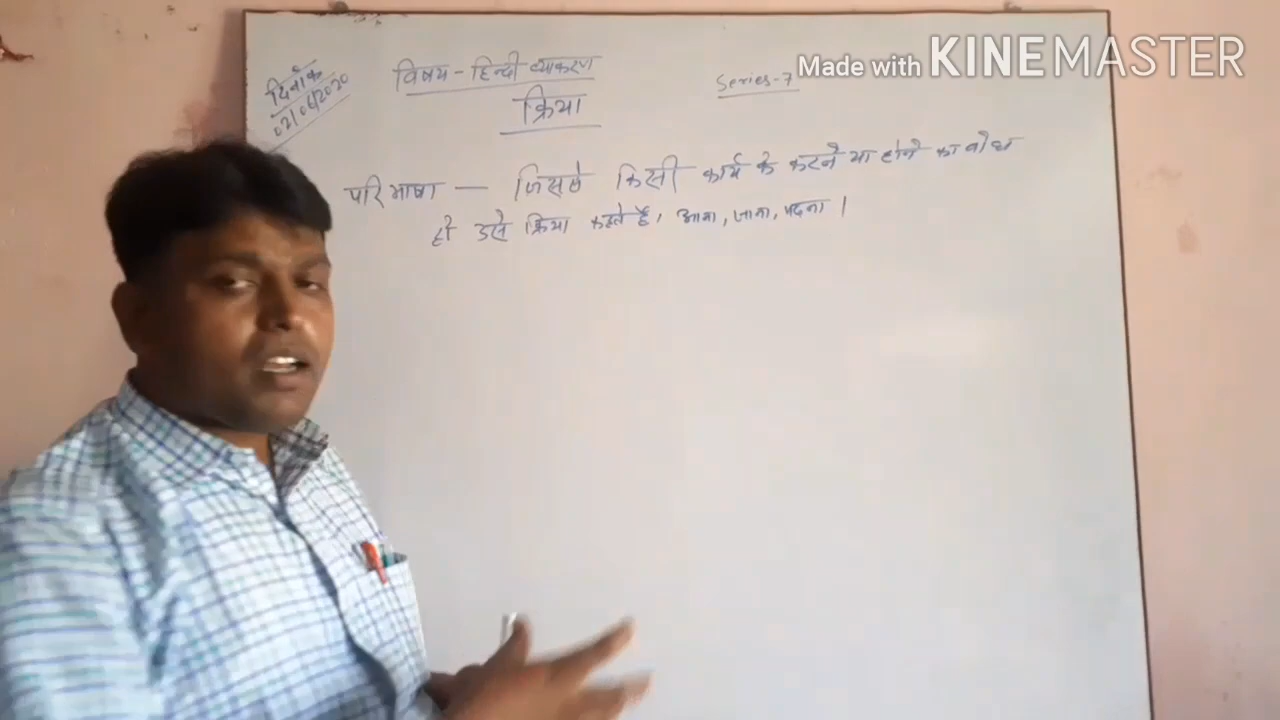 Made with KINEMASTER
दिनाँक
02/06/2020
विषय - हिन्दी व्याकरण
Series-7
क्रिया
परिभाषा — जिससे किसी कार्य के करने या होने का बोध
हो उसे क्रिया कहते हैं। आना, जाना, पढ़ना।